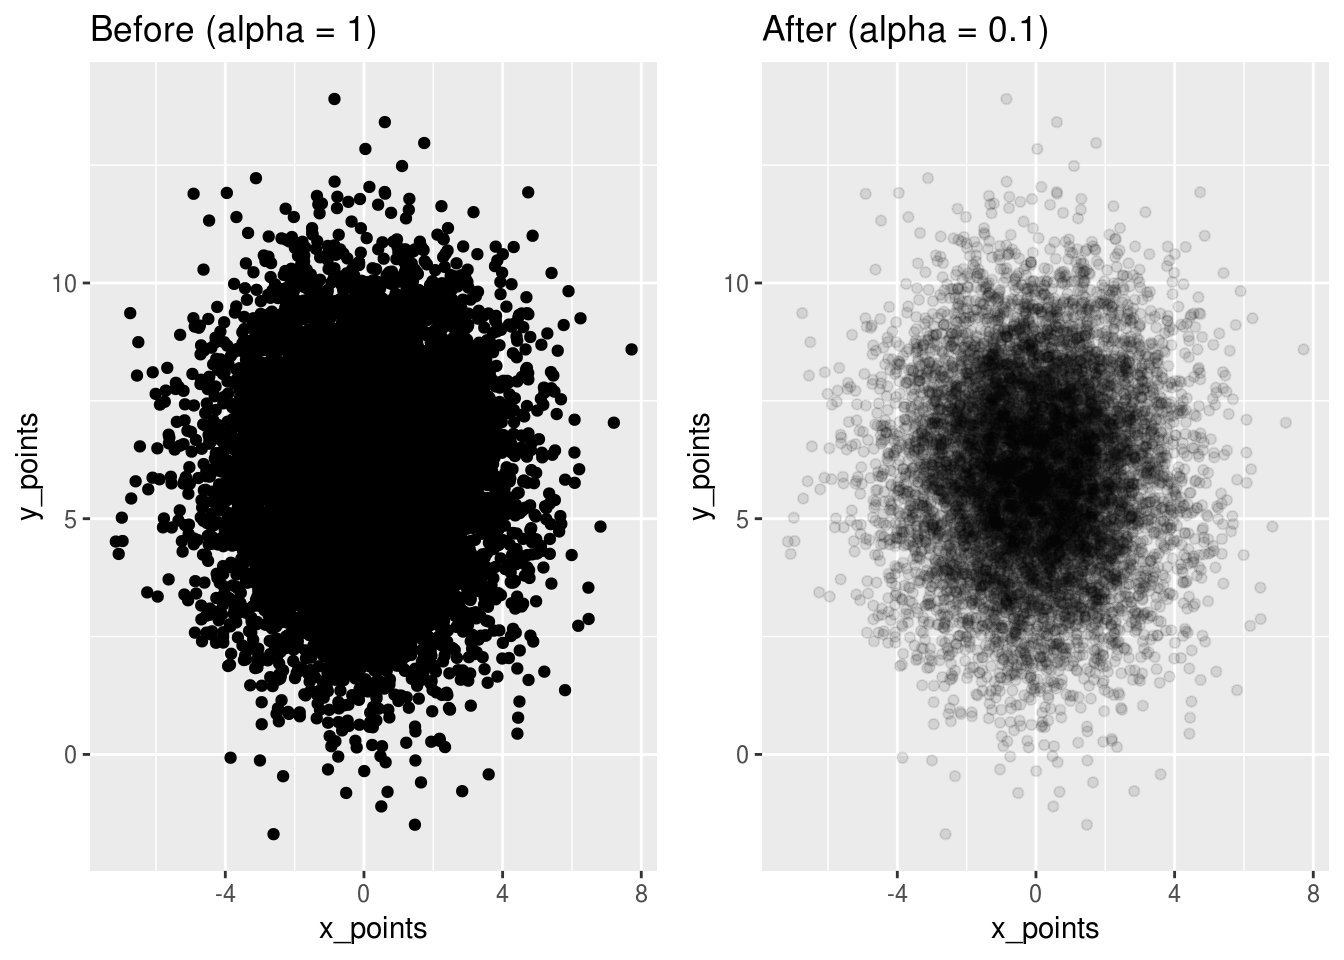 Before (alpha = 1)
y_points
10
5
0
-4 0 4 8
x_points
After (alpha = 0.1)
y_points
10
5
0
-4 0 4 8
x_points